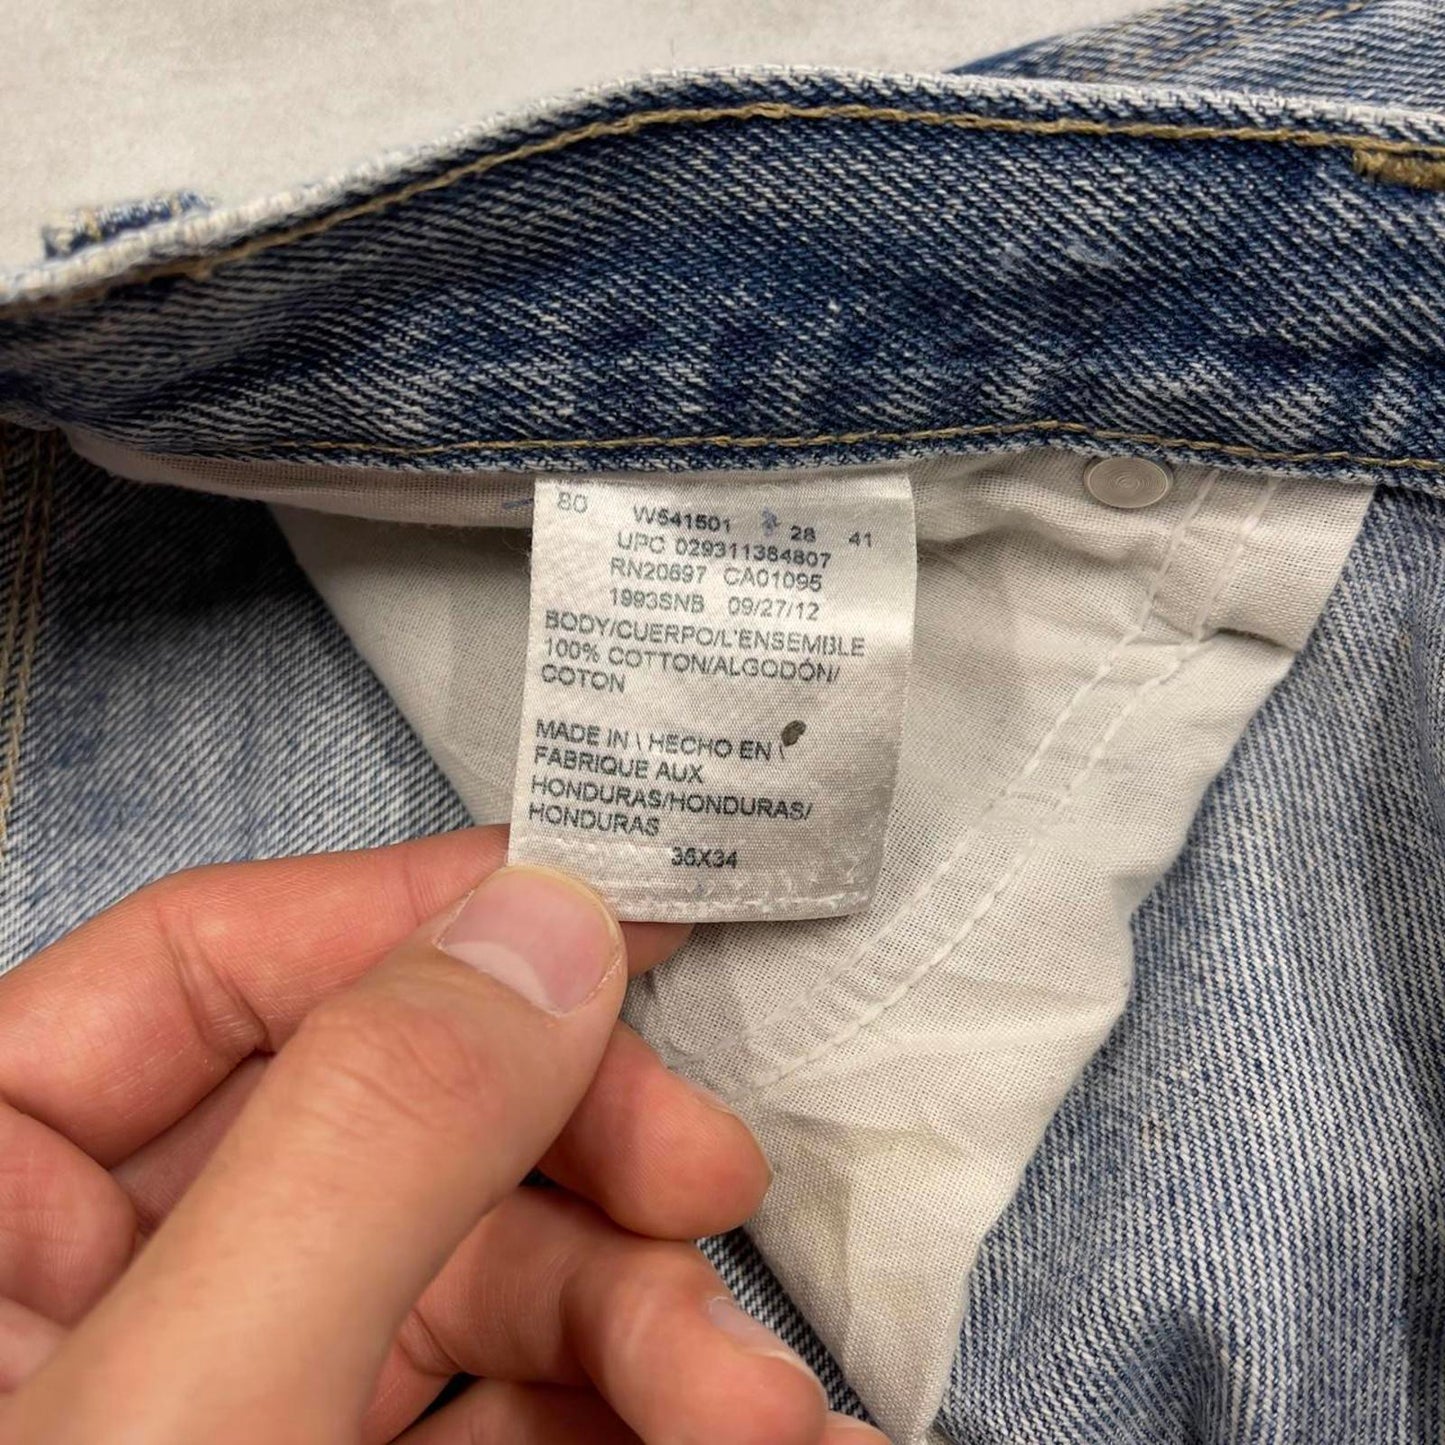 80 W541501 28 41
UPC 029311384807
RN20697 CA01095
1993SNB 09/27/12
BODY/CUERPO/L'ENSEMBLE
100% COTTON/ALGODÓN/
COTON
MADE IN \ HECHO EN \
FABRIQUE AUX
HONDURAS/HONDURAS/
HONDURAS
36X34